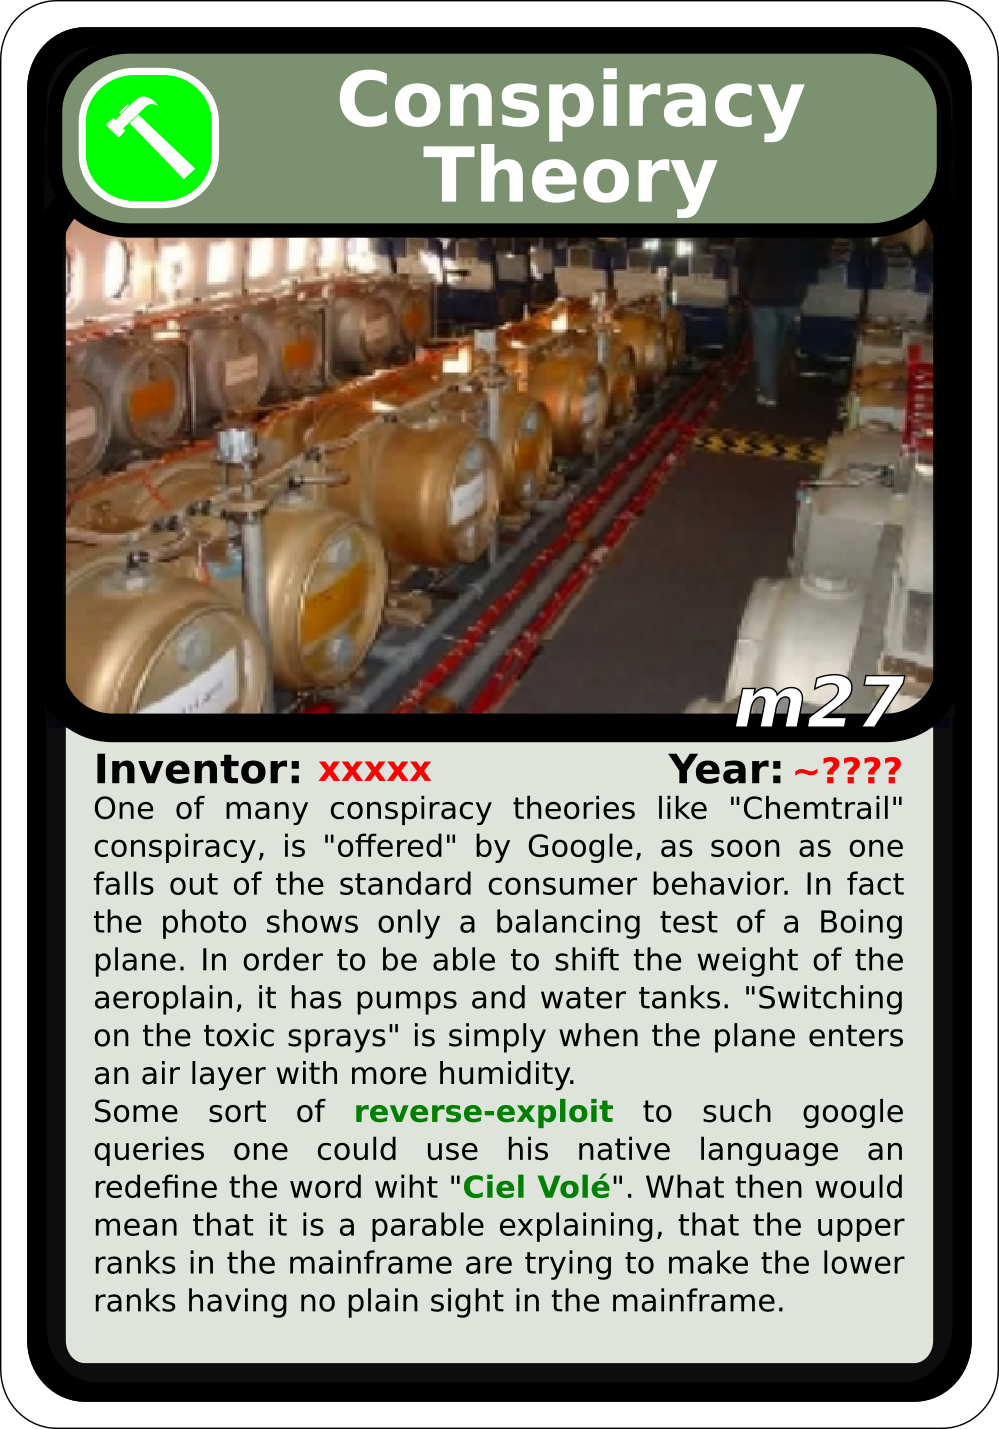 Conspiracy
Theory
m27
Inventor: xxxxx Year: ~????
One of many conspiracy theories like "Chemtrail"
conspiracy, is "offered" by Google, as soon as one
falls out of the standard consumer behavior. In fact
the photo shows only a balancing test of a Boing
plane. In order to be able to shift the weight of the
aeroplain, it has pumps and water tanks. "Switching
on the toxic sprays" is simply when the plane enters
an air layer with more humidity.
Some sort of reverse-exploit to such google
queries one could use his native language an
redefine the word wiht "Ciel Volé". What then would
mean that it is a parable explaining, that the upper
ranks in the mainframe are trying to make the lower
ranks having no plain sight in the mainframe.